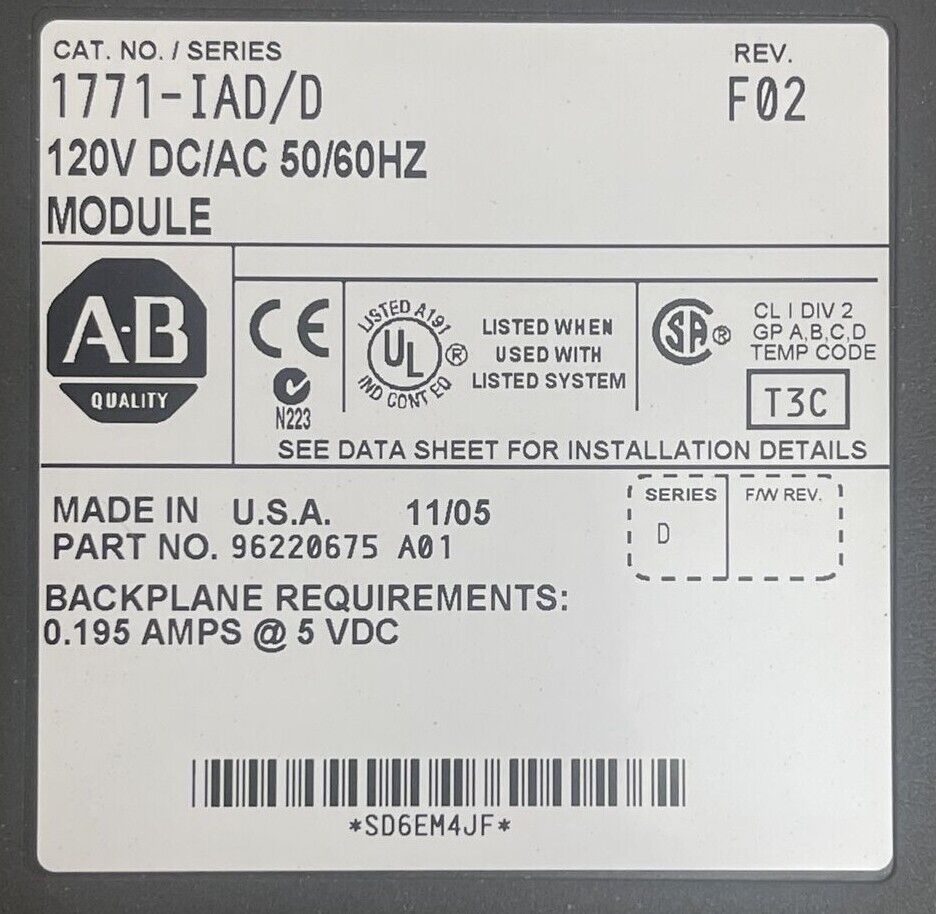 CAT. NO. / SERIES
REV.
1771-IAD/D
F02
120V DC/AC 50/60HZ
MODULE
A·B
QUALITY
CE
N223
LISTED A191
UL ®
IND CONT EQ
LISTED WHEN
USED WITH
LISTED SYSTEM
SA ®
CL I DIV 2
GP A,B,C,D
TEMP CODE
T3C
SEE DATA SHEET FOR INSTALLATION DETAILS
MADE IN U.S.A. 11/05
PART NO. 96220675 A01
SERIES
D
F/W REV.
BACKPLANE REQUIREMENTS:
0.195 AMPS @ 5 VDC
*SD6EM4JF*